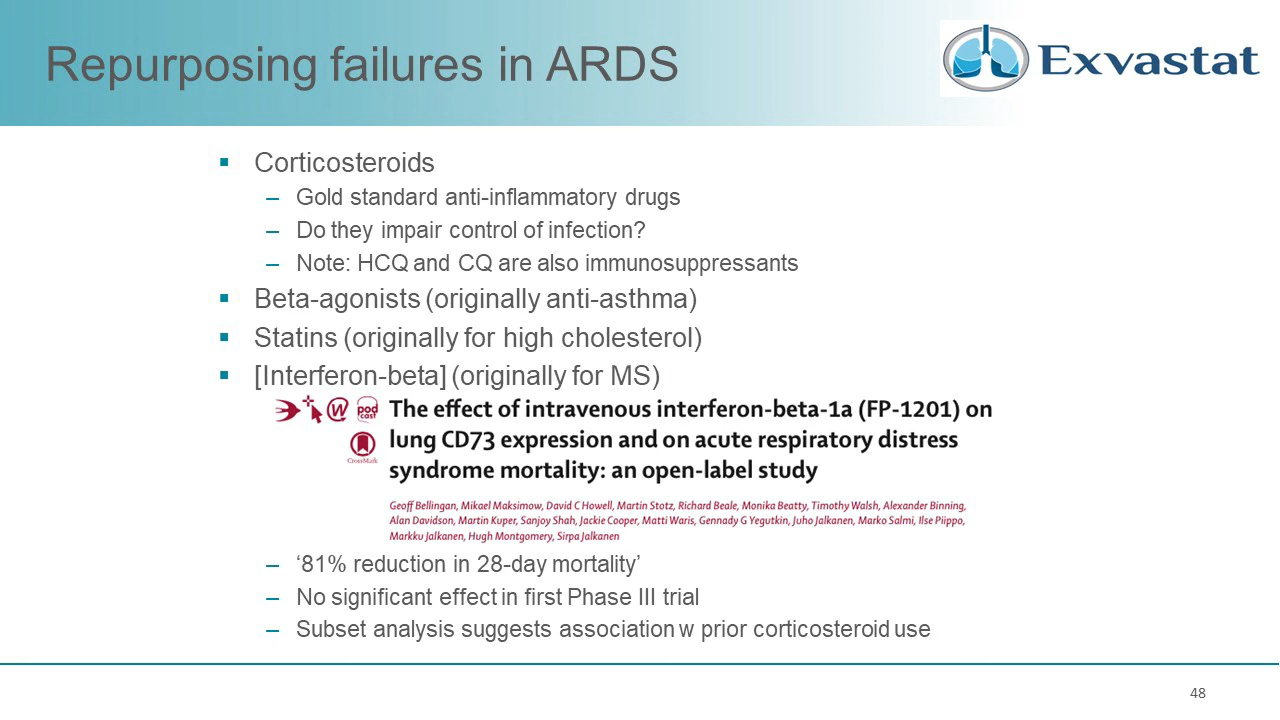 Repurposing failures in ARDS
Exvastat
Corticosteroids
– Gold standard anti-inflammatory drugs
– Do they impair control of infection?
– Note: HCQ and CQ are also immunosuppressants
Beta-agonists (originally anti-asthma)
Statins (originally for high cholesterol)
[Interferon-beta] (originally for MS)
W pod cast
CrossMark
The effect of intravenous interferon-beta-1a (FP-1201) on
lung CD73 expression and on acute respiratory distress
syndrome mortality: an open-label study
Geoff Bellingan, Mikael Maksimow, David C Howell, Martin Stotz, Richard Beale, Monika Beatty, Timothy Walsh, Alexander Binning,
Alan Davidson, Martin Kuper, Sanjoy Shah, Jackie Cooper, Matti Waris, Gennady G Yegutkin, Juho Jalkanen, Marko Salmi, Ilse Piippo,
Markku Jalkanen, Hugh Montgomery, Sirpa Jalkanen
– ‘81% reduction in 28-day mortality’
– No significant effect in first Phase III trial
– Subset analysis suggests association w prior corticosteroid use
48